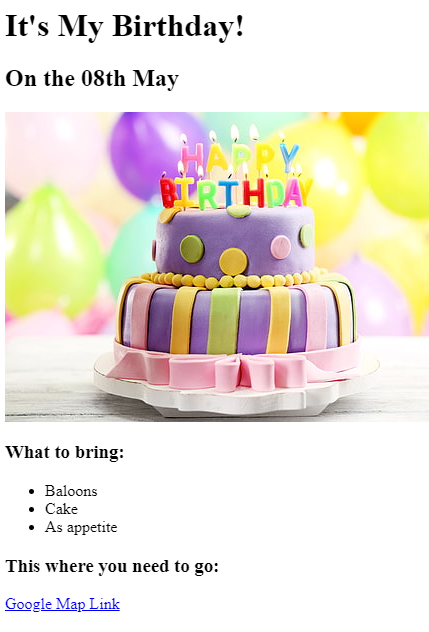 It's My Birthday!
On the 08th May
HAPPY
BIRTHDAY
What to bring:
Baloons
Cake
As appetite
This where you need to go:
Google Map Link